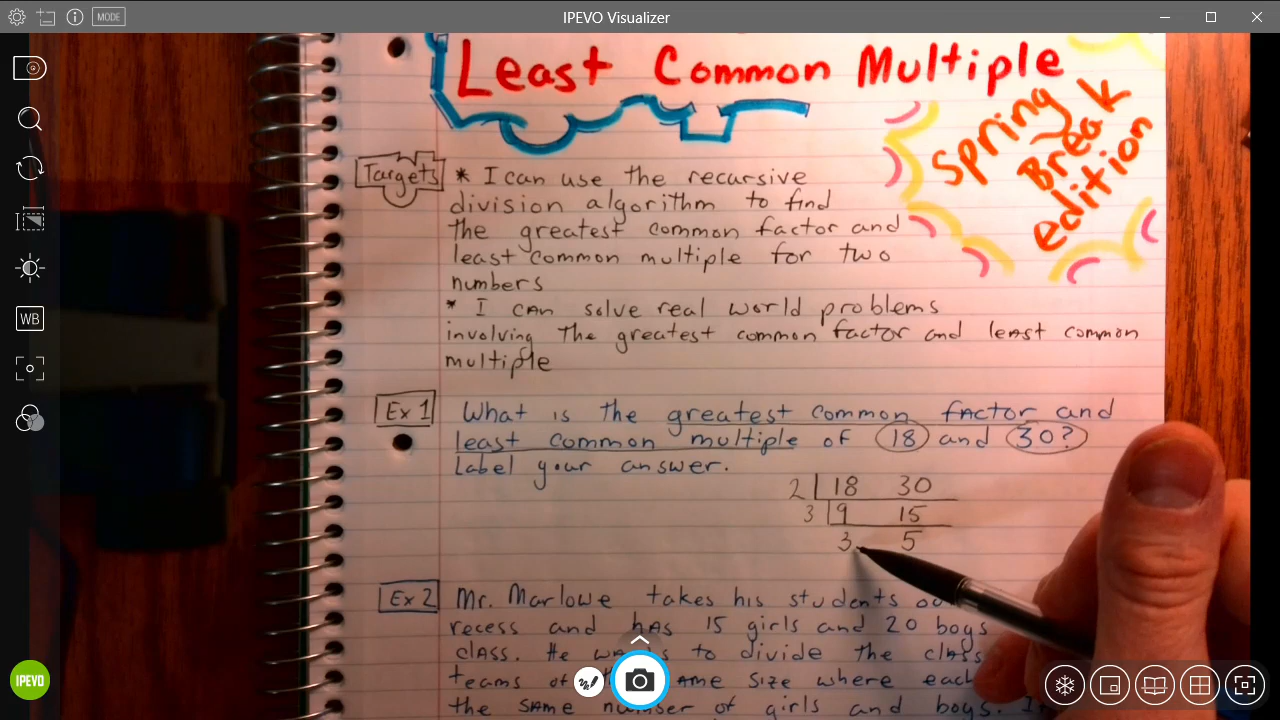 IPEVO Visualizer
MODE
WB
Least Common Multiple
Spring
Break
edition
Targets
* I can use the recursive
division algorithm to find
the greatest common factor and
least common multiple for two
numbers
* I can solve real world problems
involving the greatest common factor and least common
multiple
Ex 1 What is the greatest common factor and
least common multiple of 18 and 30?
Label your answer.
2 18 30
3 9 15
3 5
Ex 2 Mr. Marlowe takes his students
recess and has 15 girls and 20 boys
class. He to divide the class
teams of size where each
the same number of girls and boys.
IPEVO